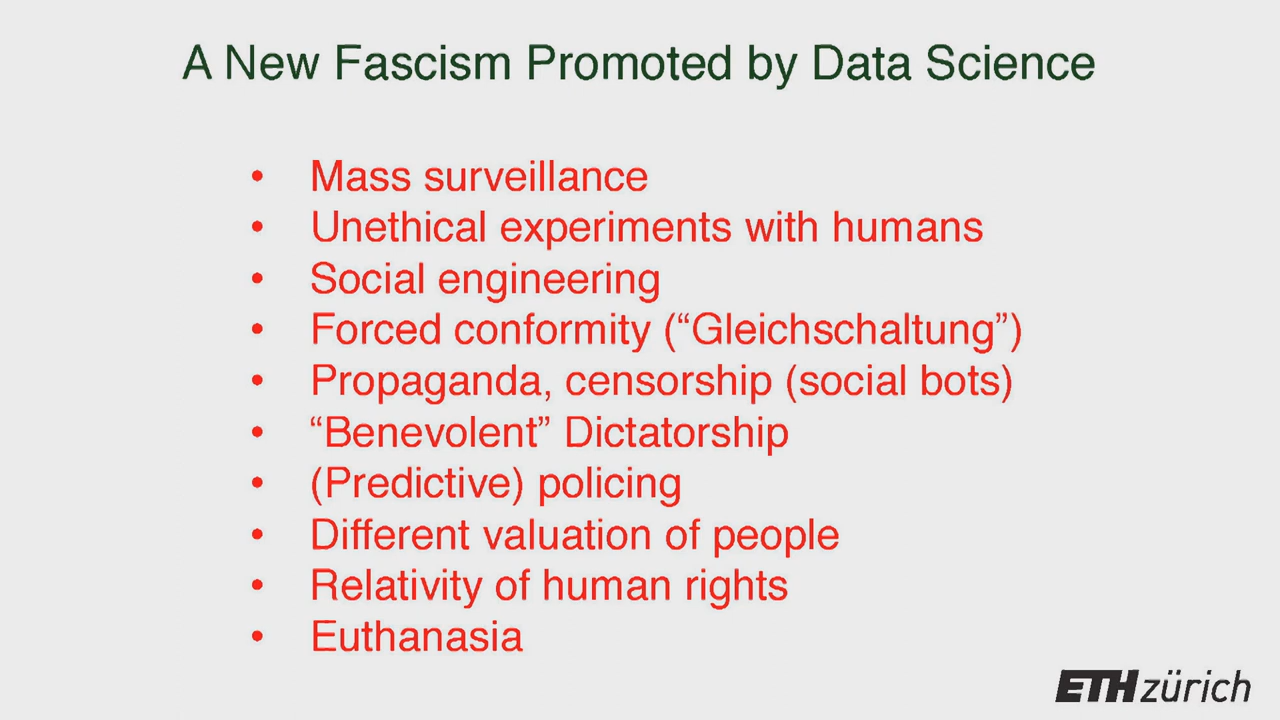 A New Fascism Promoted by Data Science
• Mass surveillance
• Unethical experiments with humans
• Social engineering
• Forced conformity (“Gleichschaltung”)
• Propaganda, censorship (social bots)
• “Benevolent” Dictatorship
• (Predictive) policing
• Different valuation of people
• Relativity of human rights
• Euthanasia
ETH zürich